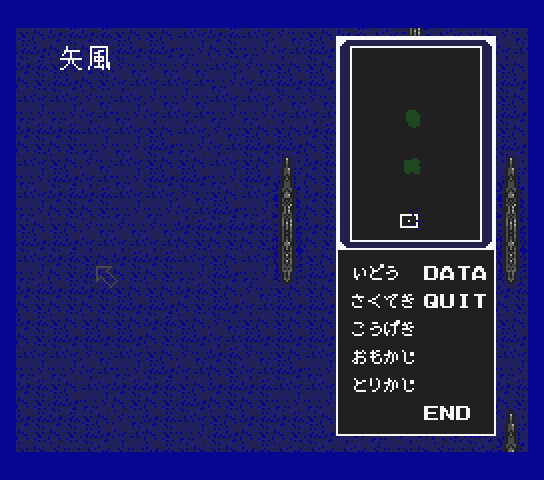 矢風
いどう DATA
さくてき QUIT
こうげき
おもかじ
とりかじ
END